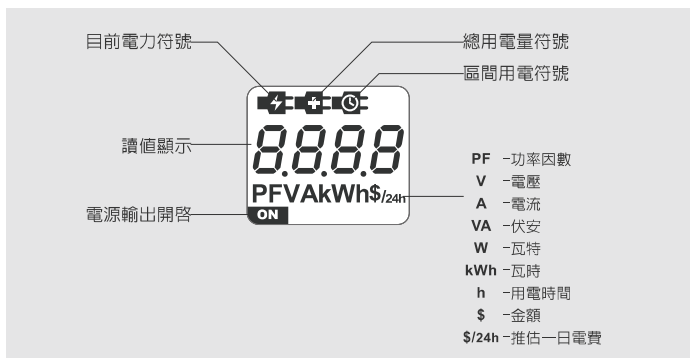 目前電力符號
總用電量符號
區間用電符號
讀值顯示
8.8.8.8
PFVAkWh$/24h
電源輸出開啓
ON
PF -功率因數
V -電壓
A -電流
VA -伏安
W -瓦特
kWh -瓦時
h -用電時間
$ -金額
$/24h -推估一日電費